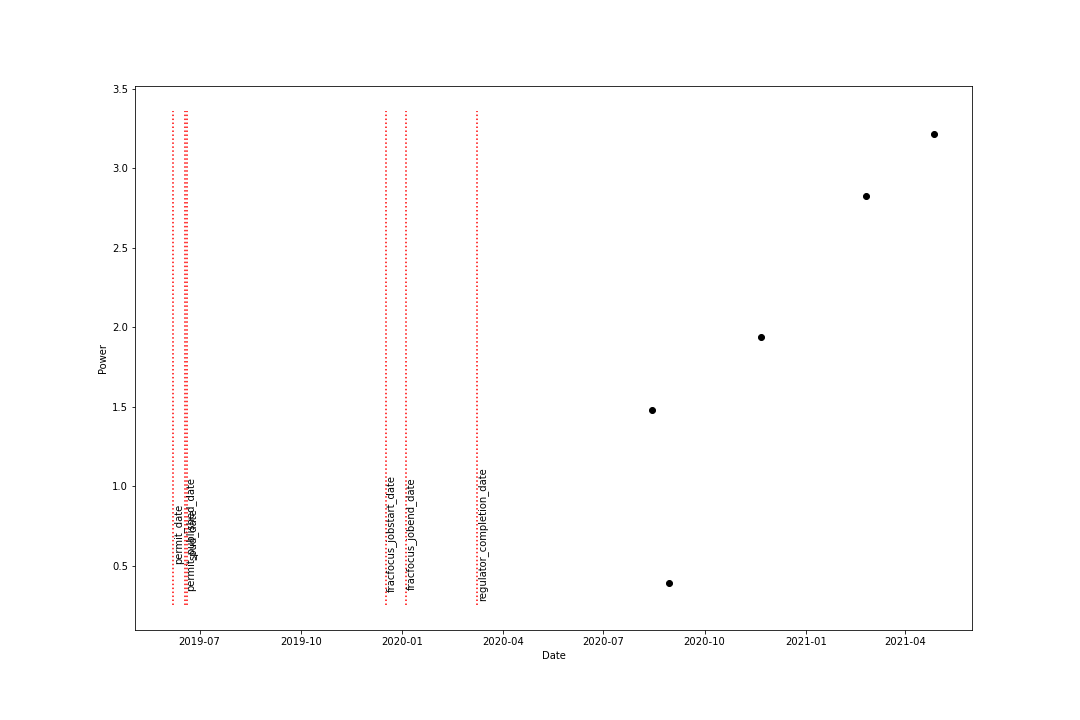 3.5
3.0
2.5
2.0
1.5
1.0
0.5
Power
permit_date
permit_published_date
spud_date
fracfocus_jobstart_date
fracfocus_jobend_date
regulator_completion_date
2019-07
2019-10
2020-01
2020-04
2020-07
2020-10
2021-01
2021-04
Date